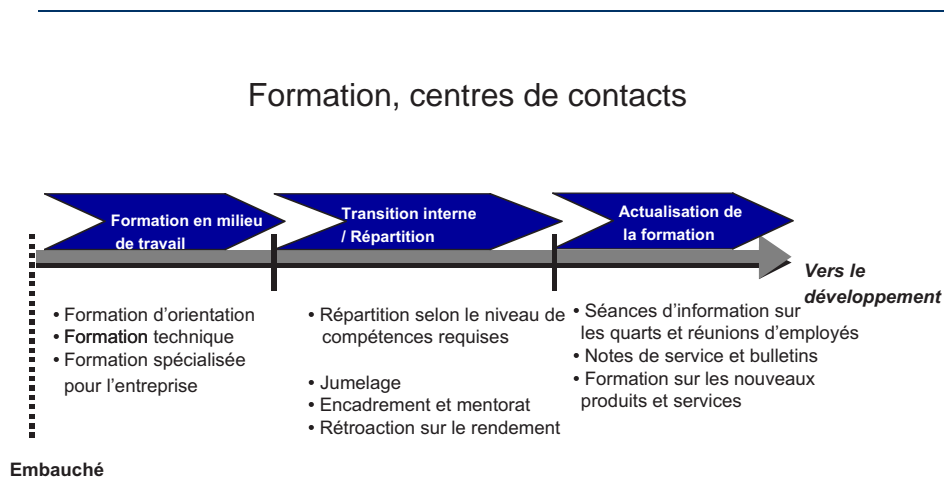 Formation, centres de contacts
Formation en milieu
de travail
Transition interne
/ Répartition
Actualisation de
la formation
Vers le
développement
• Formation d’orientation
• Formation technique
• Formation spécialisée
pour l’entreprise
• Répartition selon le niveau de
compétences requises
• Jumelage
• Encadrement et mentorat
• Rétroaction sur le rendement
• Séances d’information sur
les quarts et réunions d’employés
• Notes de service et bulletins
• Formation sur les nouveaux
produits et services
Embauché